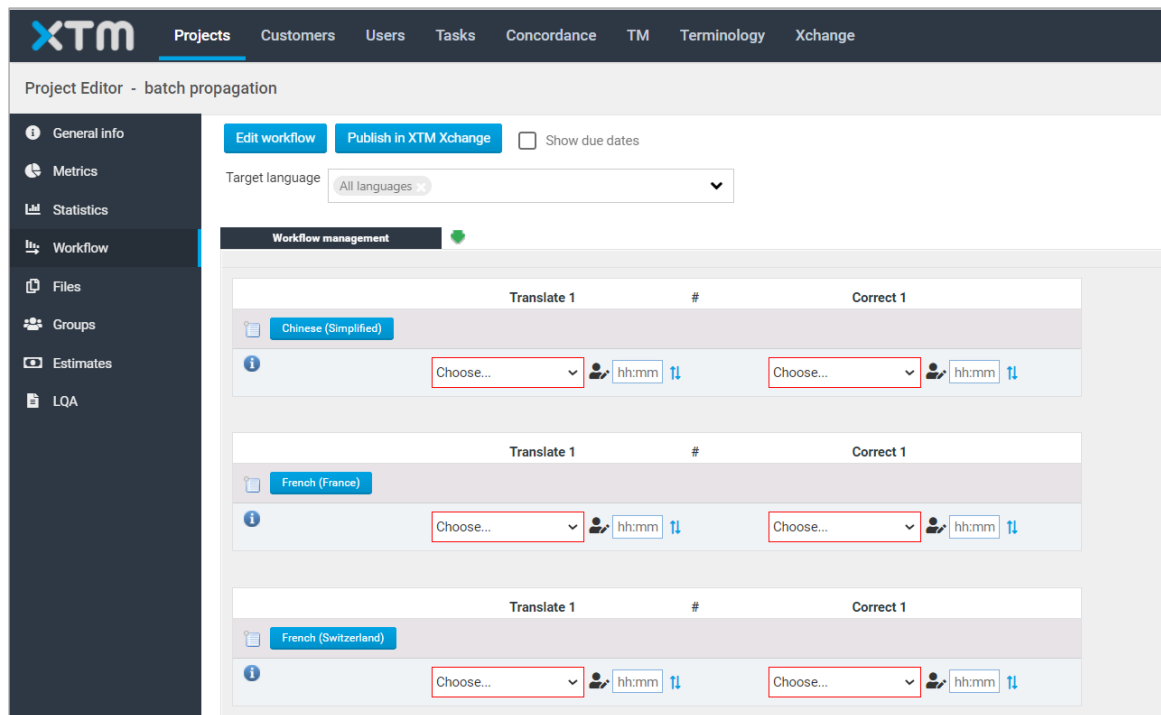 XTM Projects Customers Users Tasks Concordance TM Terminology Xchange
Project Editor - batch propagation
General info
Metrics
Statistics
Workflow
Files
Groups
Estimates
LQA
Edit workflow Publish in XTM Xchange Show due dates
Target language All languages
Workflow management
Translate 1 # Correct 1
Chinese (Simplified)
Choose... hh:mm Choose... hh:mm
Translate 1 # Correct 1
French (France)
Choose... hh:mm Choose... hh:mm
Translate 1 # Correct 1
French (Switzerland)
Choose... hh:mm Choose... hh:mm